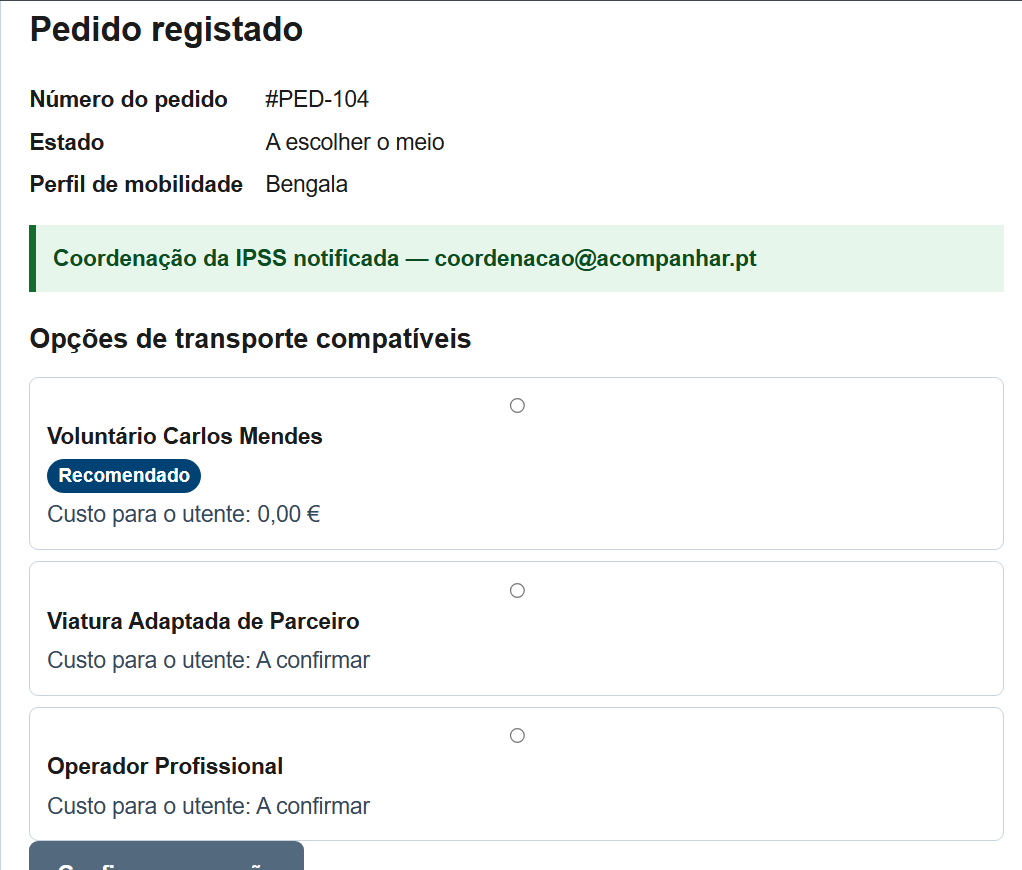 Pedido registado
Número do pedido #PED-104
Estado A escolher o meio
Perfil de mobilidade Bengala
Coordenação da IPSS notificada — coordenacao@acompanhar.pt
Opções de transporte compatíveis
Voluntário Carlos Mendes
Recomendado
Custo para o utente: 0,00 €
Viatura Adaptada de Parceiro
Custo para o utente: A confirmar
Operador Profissional
Custo para o utente: A confirmar